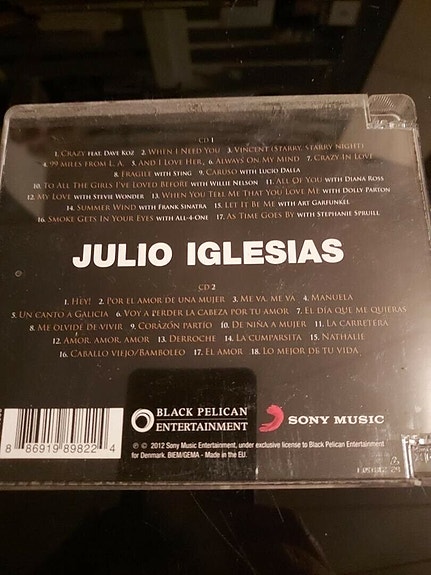 CD 1
1. CRAZY FEAT. DAVE KOZ 2. WHEN I NEED YOU 3. VINCENT (STARRY, STARRY NIGHT)
4. 99 MILES FROM L.A. 5. AND I LOVE HER, 6. ALWAYS ON MY MIND 7. CRAZY IN LOVE
8. FRAGILE WITH STING 9. CARUSO WITH LUCIO DALLA
10. TO ALL THE GIRLS I'VE LOVED BEFORE WITH WILLIE NELSON 11. ALL OF YOU WITH DIANA ROSS
12. MY LOVE WITH STEVIE WONDER 13. WHEN YOU TELL ME THAT YOU LOVE ME WITH DOLLY PARTON
14. SUMMER WIND WITH FRANK SINATRA 15. LET IT BE ME WITH ART GARFUNKEL
16. SMOKE GETS IN YOUR EYES WITH ALL-4-ONE 17. AS TIME GOES BY WITH STEPHANIE SPRUILL
JULIO IGLESIAS
CD 2
1. HEY! 2. POR EL AMOR DE UNA MUJER 3. ME VA, ME YA 4. MANUELA
5. UN CANTO A GALICIA 6. VOY A PERDER LA CABEZA POR TU AMOR 7. EL DÍA QUE ME QUIERAS
8. ME OLVIDÉ DE VIVIR 9. CORAZÓN PARTÍO 10. DE NIÑA A MUJER 11. LA CARRETERA
12. AMOR, AMOR, AMOR 13. DERROCHE 14. LA CUMPARSITA 15. NATHALIE
16. CABALLO VIEJO/BAMBOLEO 17. EL AMOR 18. LO MEJOR DE TU VIDA
BLACK PELICAN
ENTERTAINMENT
SONY MUSIC
℗ © 2012 Sony Music Entertainment, under exclusive license to Black Pelican Entertainment
for Denmark. BIEM/GEMA - Made in the EU.
8 86919 89822 4